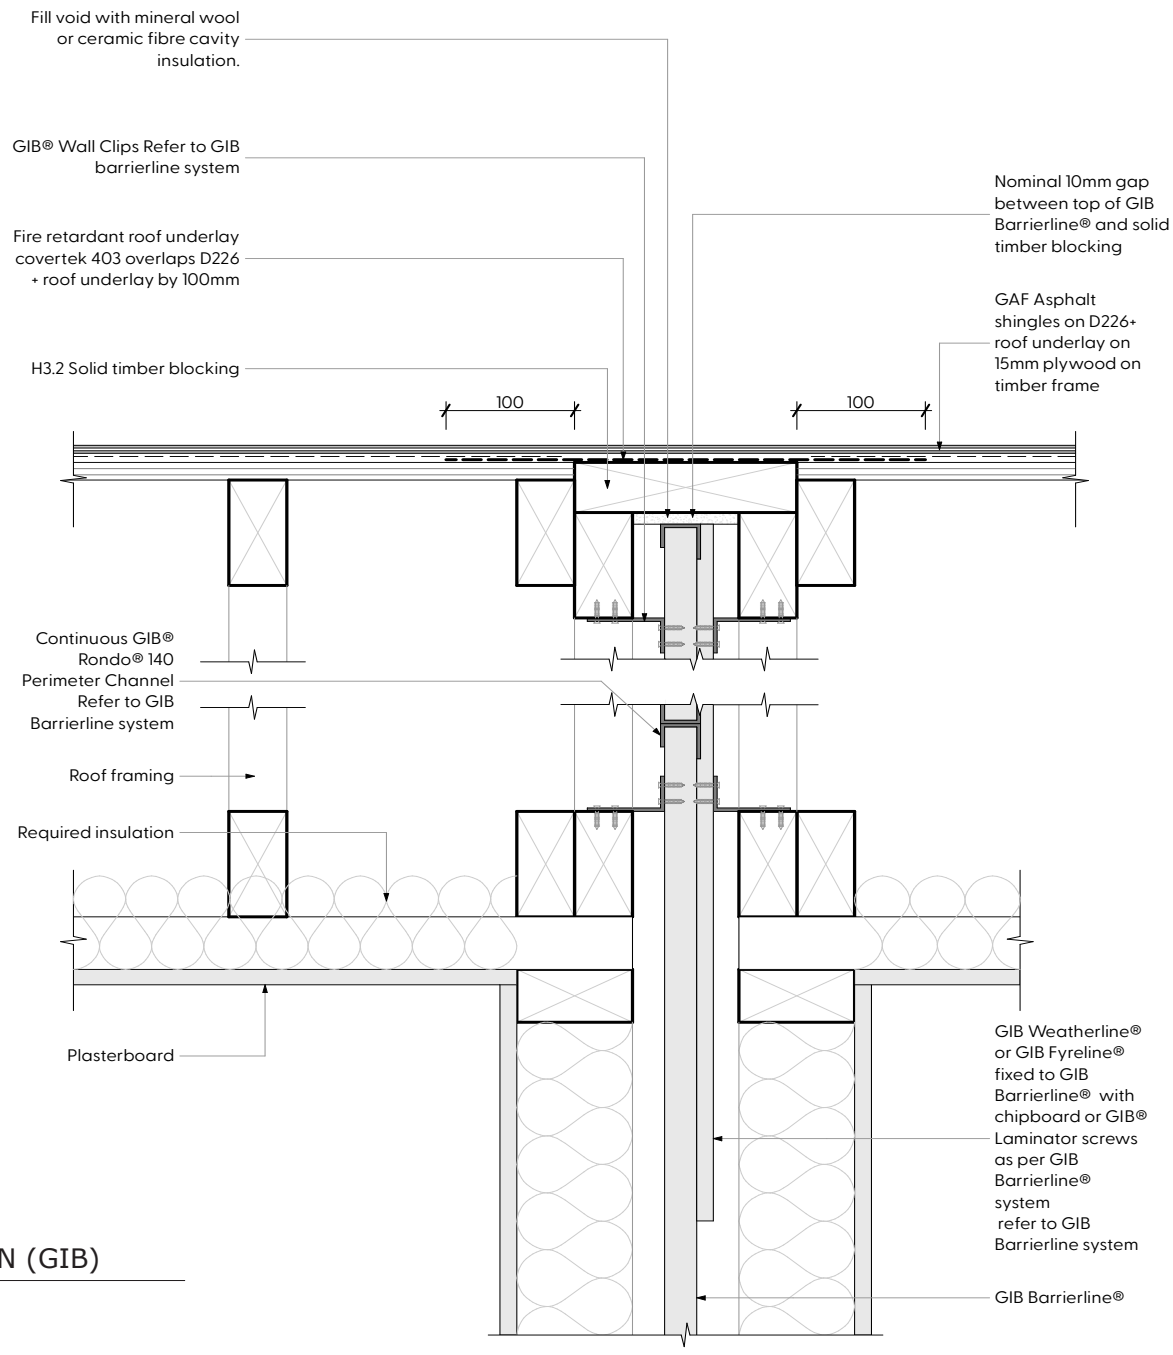 Fill void with mineral wool
or ceramic fibre cavity
insulation.
GIB® Wall Clips Refer to GIB
barrierline system
Nominal 10mm gap
between top of GIB
Barrierline® and solid
timber blocking
Fire retardant roof underlay
covertek 403 overlaps D226
+ roof underlay by 100mm
GAF Asphalt
shingles on D226+
roof underlay on
15mm plywood on
timber frame
H3.2 Solid timber blocking
100
100
Continuous GIB®
Rondo® 140
Perimeter Channel
Refer to GIB
Barrierline system
Roof framing
Required insulation
Plasterboard
GIB Weatherline®
or GIB Fyreline®
fixed to GIB
Barrierline® with
chipboard or GIB®
Laminator screws
as per GIB
Barrierline®
system
refer to GIB
Barrierline system
N (GIB)
GIB Barrierline®